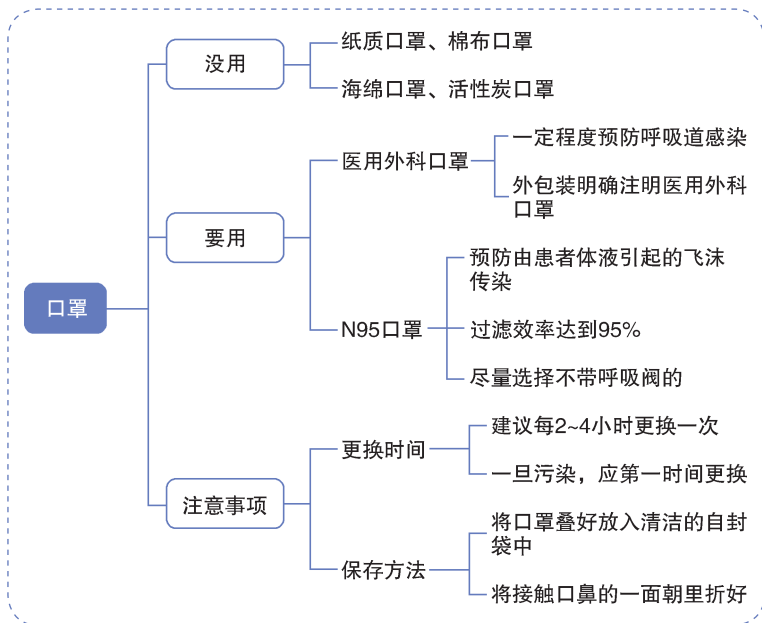 口罩
没用
纸质口罩、棉布口罩
海绵口罩、活性炭口罩
要用
医用外科口罩
一定程度预防呼吸道感染
外包装明确注明医用外科
口罩
N95口罩
预防由患者体液引起的飞沫
传染
过滤效率达到95%
尽量选择不带呼吸阀的
注意事项
更换时间
建议每2~4小时更换一次
一旦污染，应第一时间更换
保存方法
将口罩叠好放入清洁的自封
袋中
将接触口鼻的一面朝里折好